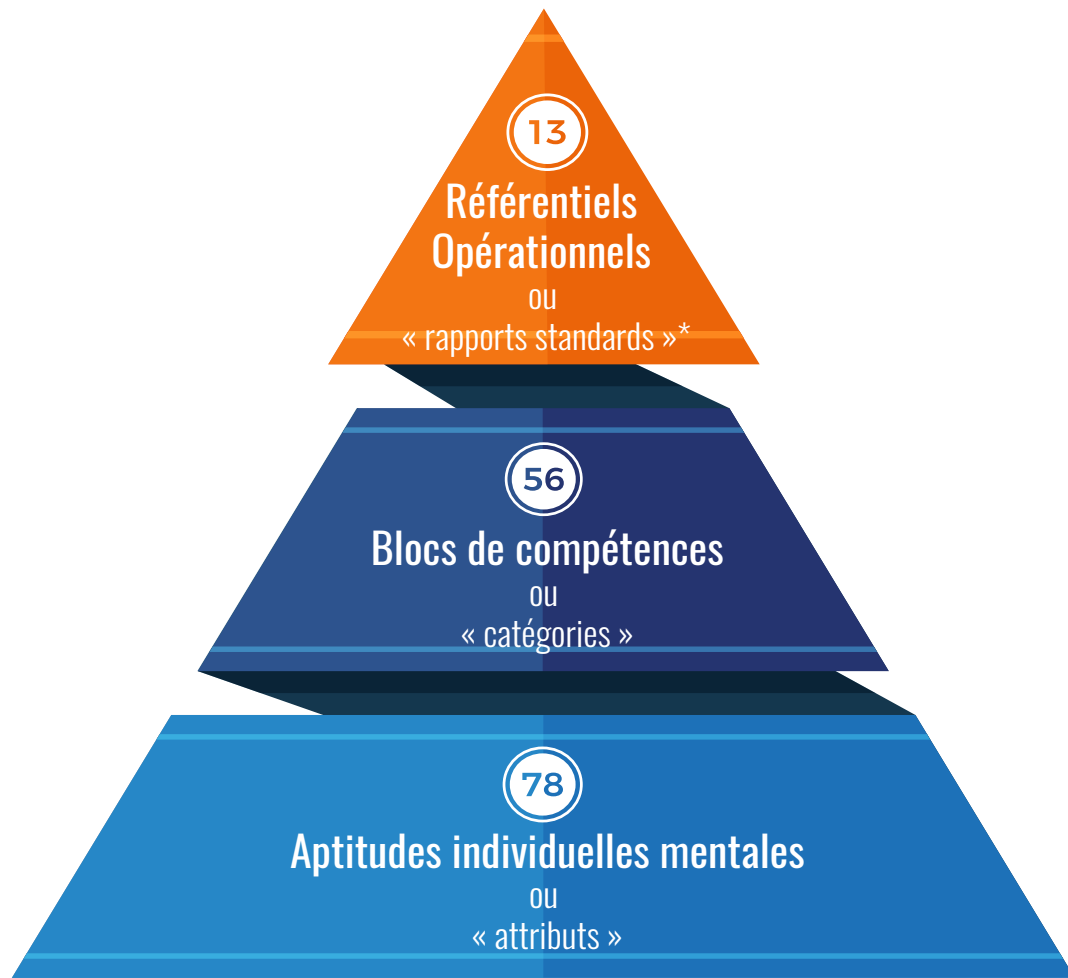 13
Référentiels
Opérationnels
ou
« rapports standards »*
56
Blocs de compétences
ou
« catégories »
78
Aptitudes individuelles mentales
ou
« attributs »